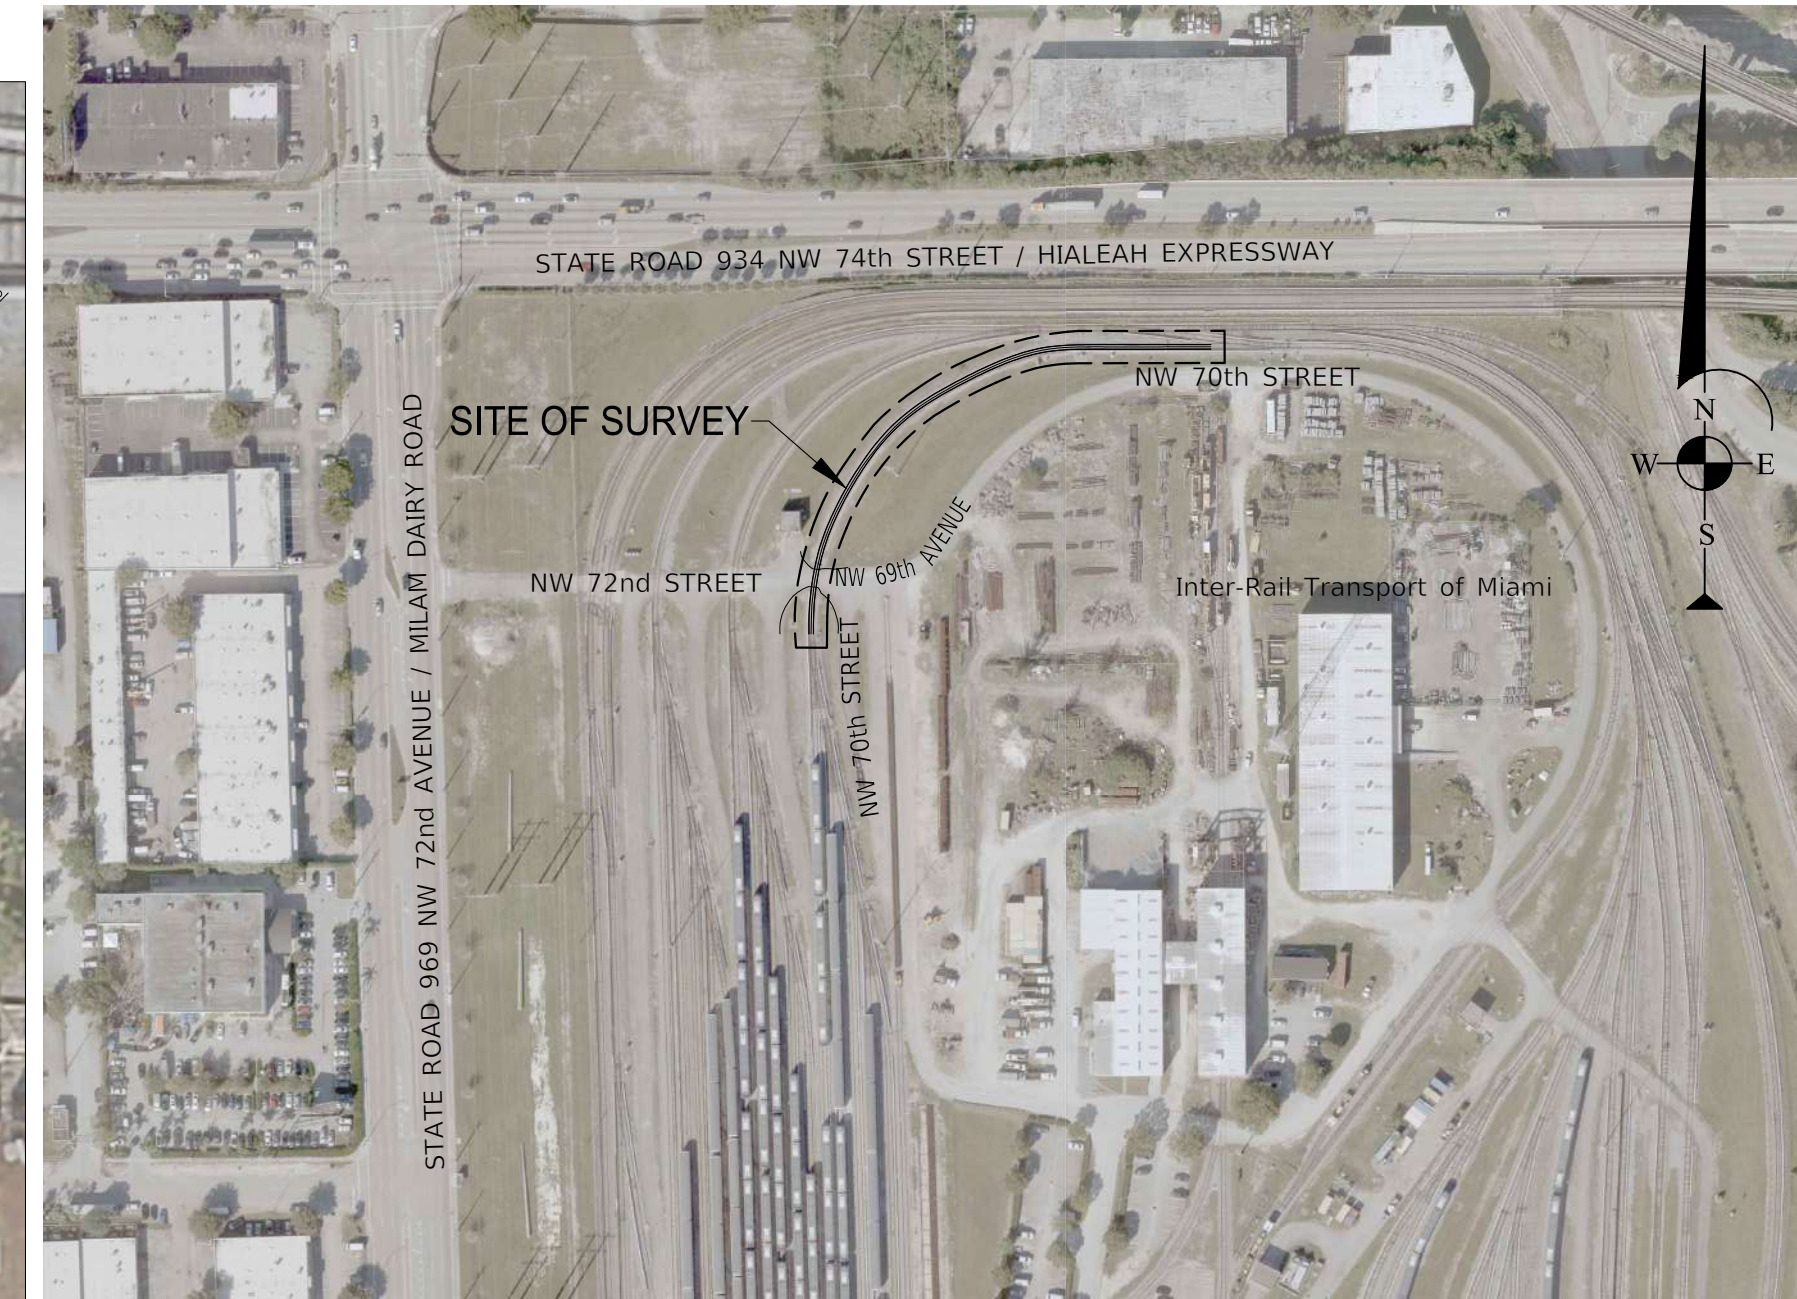 STATE ROAD 934 NW 74th STREET / HIALEAH EXPRESSWAY
NW 70th STREET
SITE OF SURVEY
N
W
E
S
STATE ROAD 969 NW 72nd AVENUE / MILAM DAIRY ROAD
NW 69th AVENUE
NW 72nd STREET
Inter-Rail Transport of Miami
NW 70th STREET